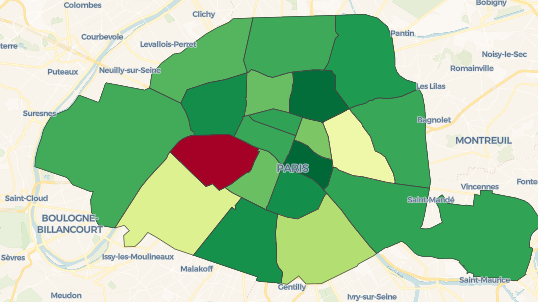 Colombes
Bobigny
Clichy
Courbevoie
Levallois-Perret
Pantin
Noisy-le-Sec
Puteaux
Neuilly-sur-Seine
Romainville
Les Lilas
Suresnes
Bagnolet
MONTREUIL
PARIS
Vincennes
Saint-Cloud
Saint-Mandé
BOULOGNE-
BILLANCOURT
Sèvres
Issy-les-Moulineaux
Malakoff
Saint-Maurice
Gentilly
Meudon
Ivry-sur-Seine